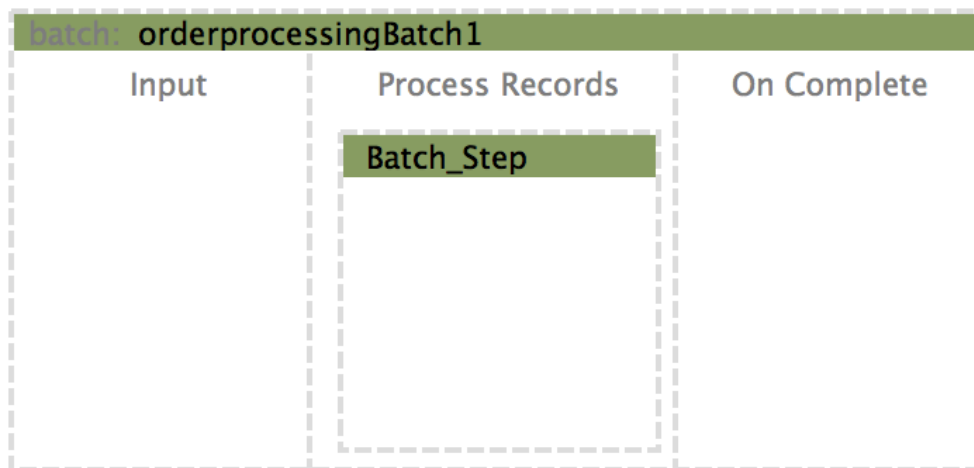 batch: orderprocessingBatch1
Input
Process Records
On Complete
Batch_Step